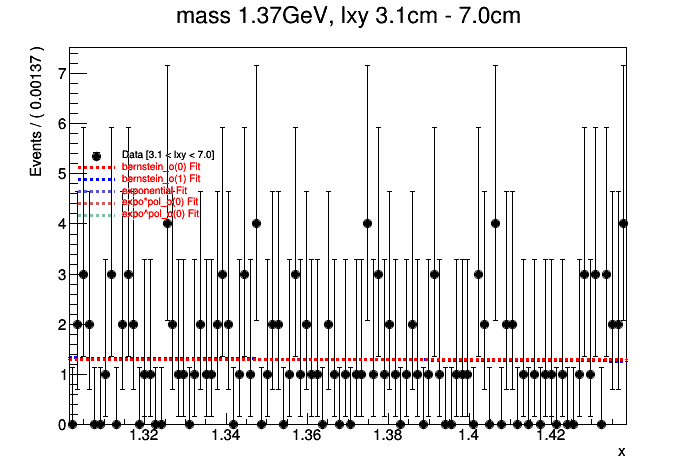 mass 1.37GeV, lxy 3.1cm - 7.0cm
Events / ( 0.00137 )
7
6
5
4
3
2
1
0
Data [3.1 < lxy < 7.0]
bernstein_o(0) Fit
bernstein_o(1) Fit
exponential Fit
expo*pol_o(0) Fit
expo^pol_o(0) Fit
1.32 1.34 1.36 1.38 1.4 1.42
x